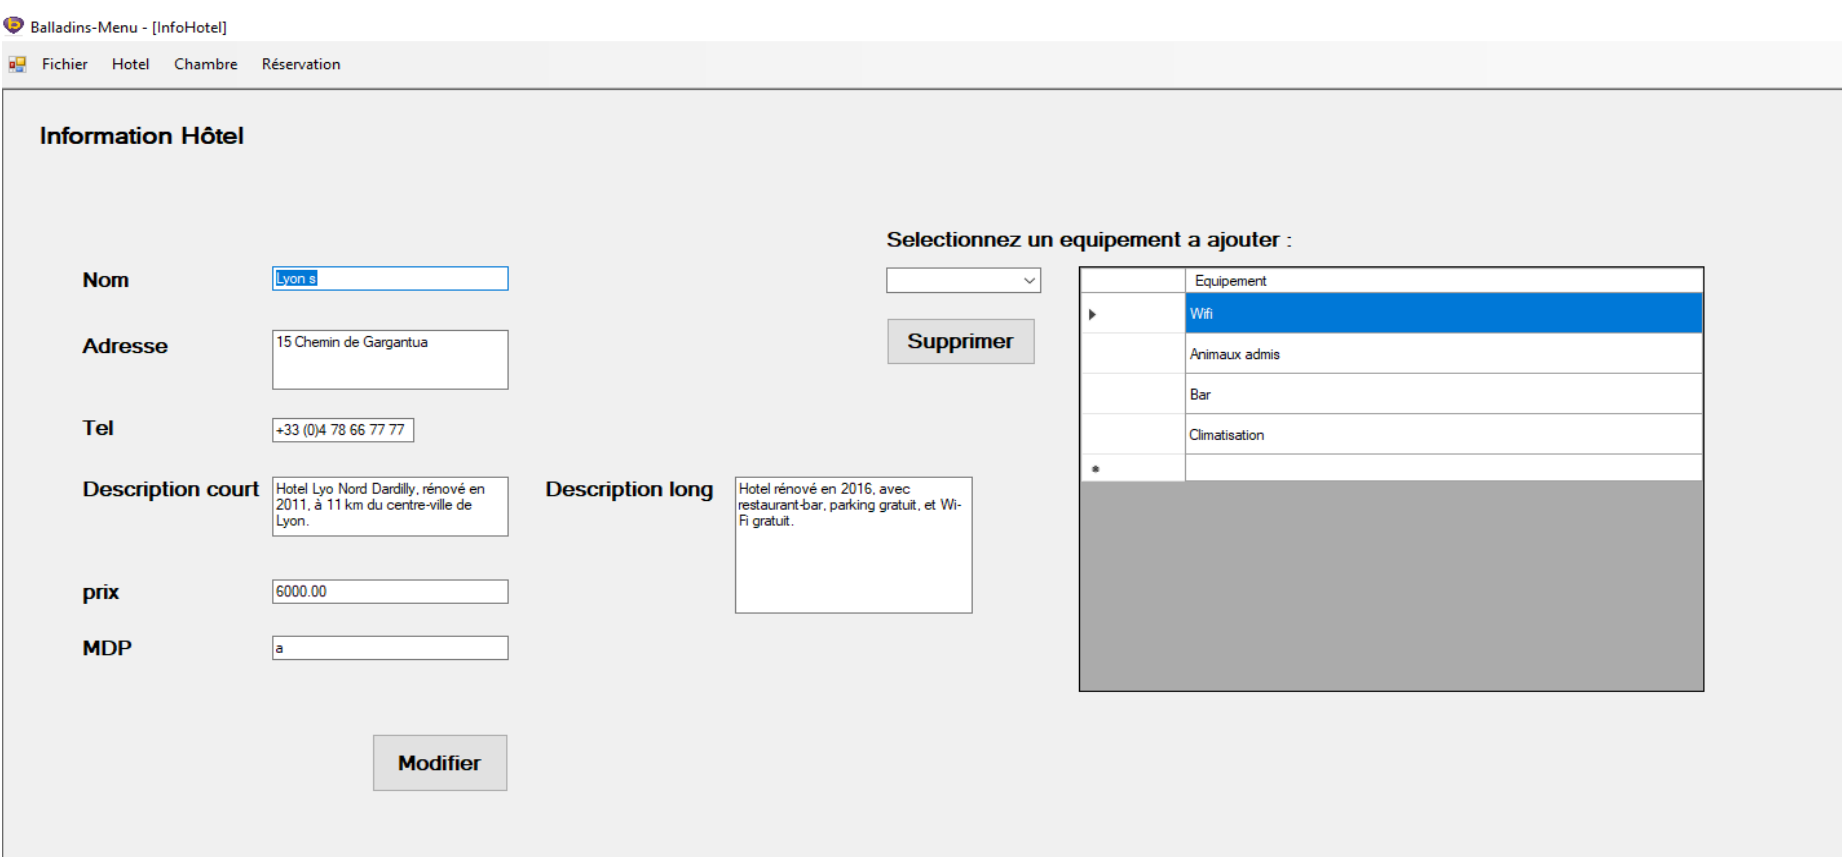 Balladins-Menu - [InfoHotel]
Fichier Hotel Chambre Réservation
Information Hôtel
Selectionnez un equipement a ajouter :
Nom
Lyon s
Adresse
15 Chemin de Gargantua
Tel
+33 (0)4 78 66 77 77
Description court
Hotel Lyo Nord Dardilly, rénové en
2011, à 11 km du centre-ville de
Lyon.
Description long
Hotel rénové en 2016, avec
restaurant-bar, parking gratuit, et Wi-
Fi gratuit.
prix
6000.00
MDP
a
Modifier
Supprimer
Equipement
Wifi
Animaux admis
Bar
Climatisation